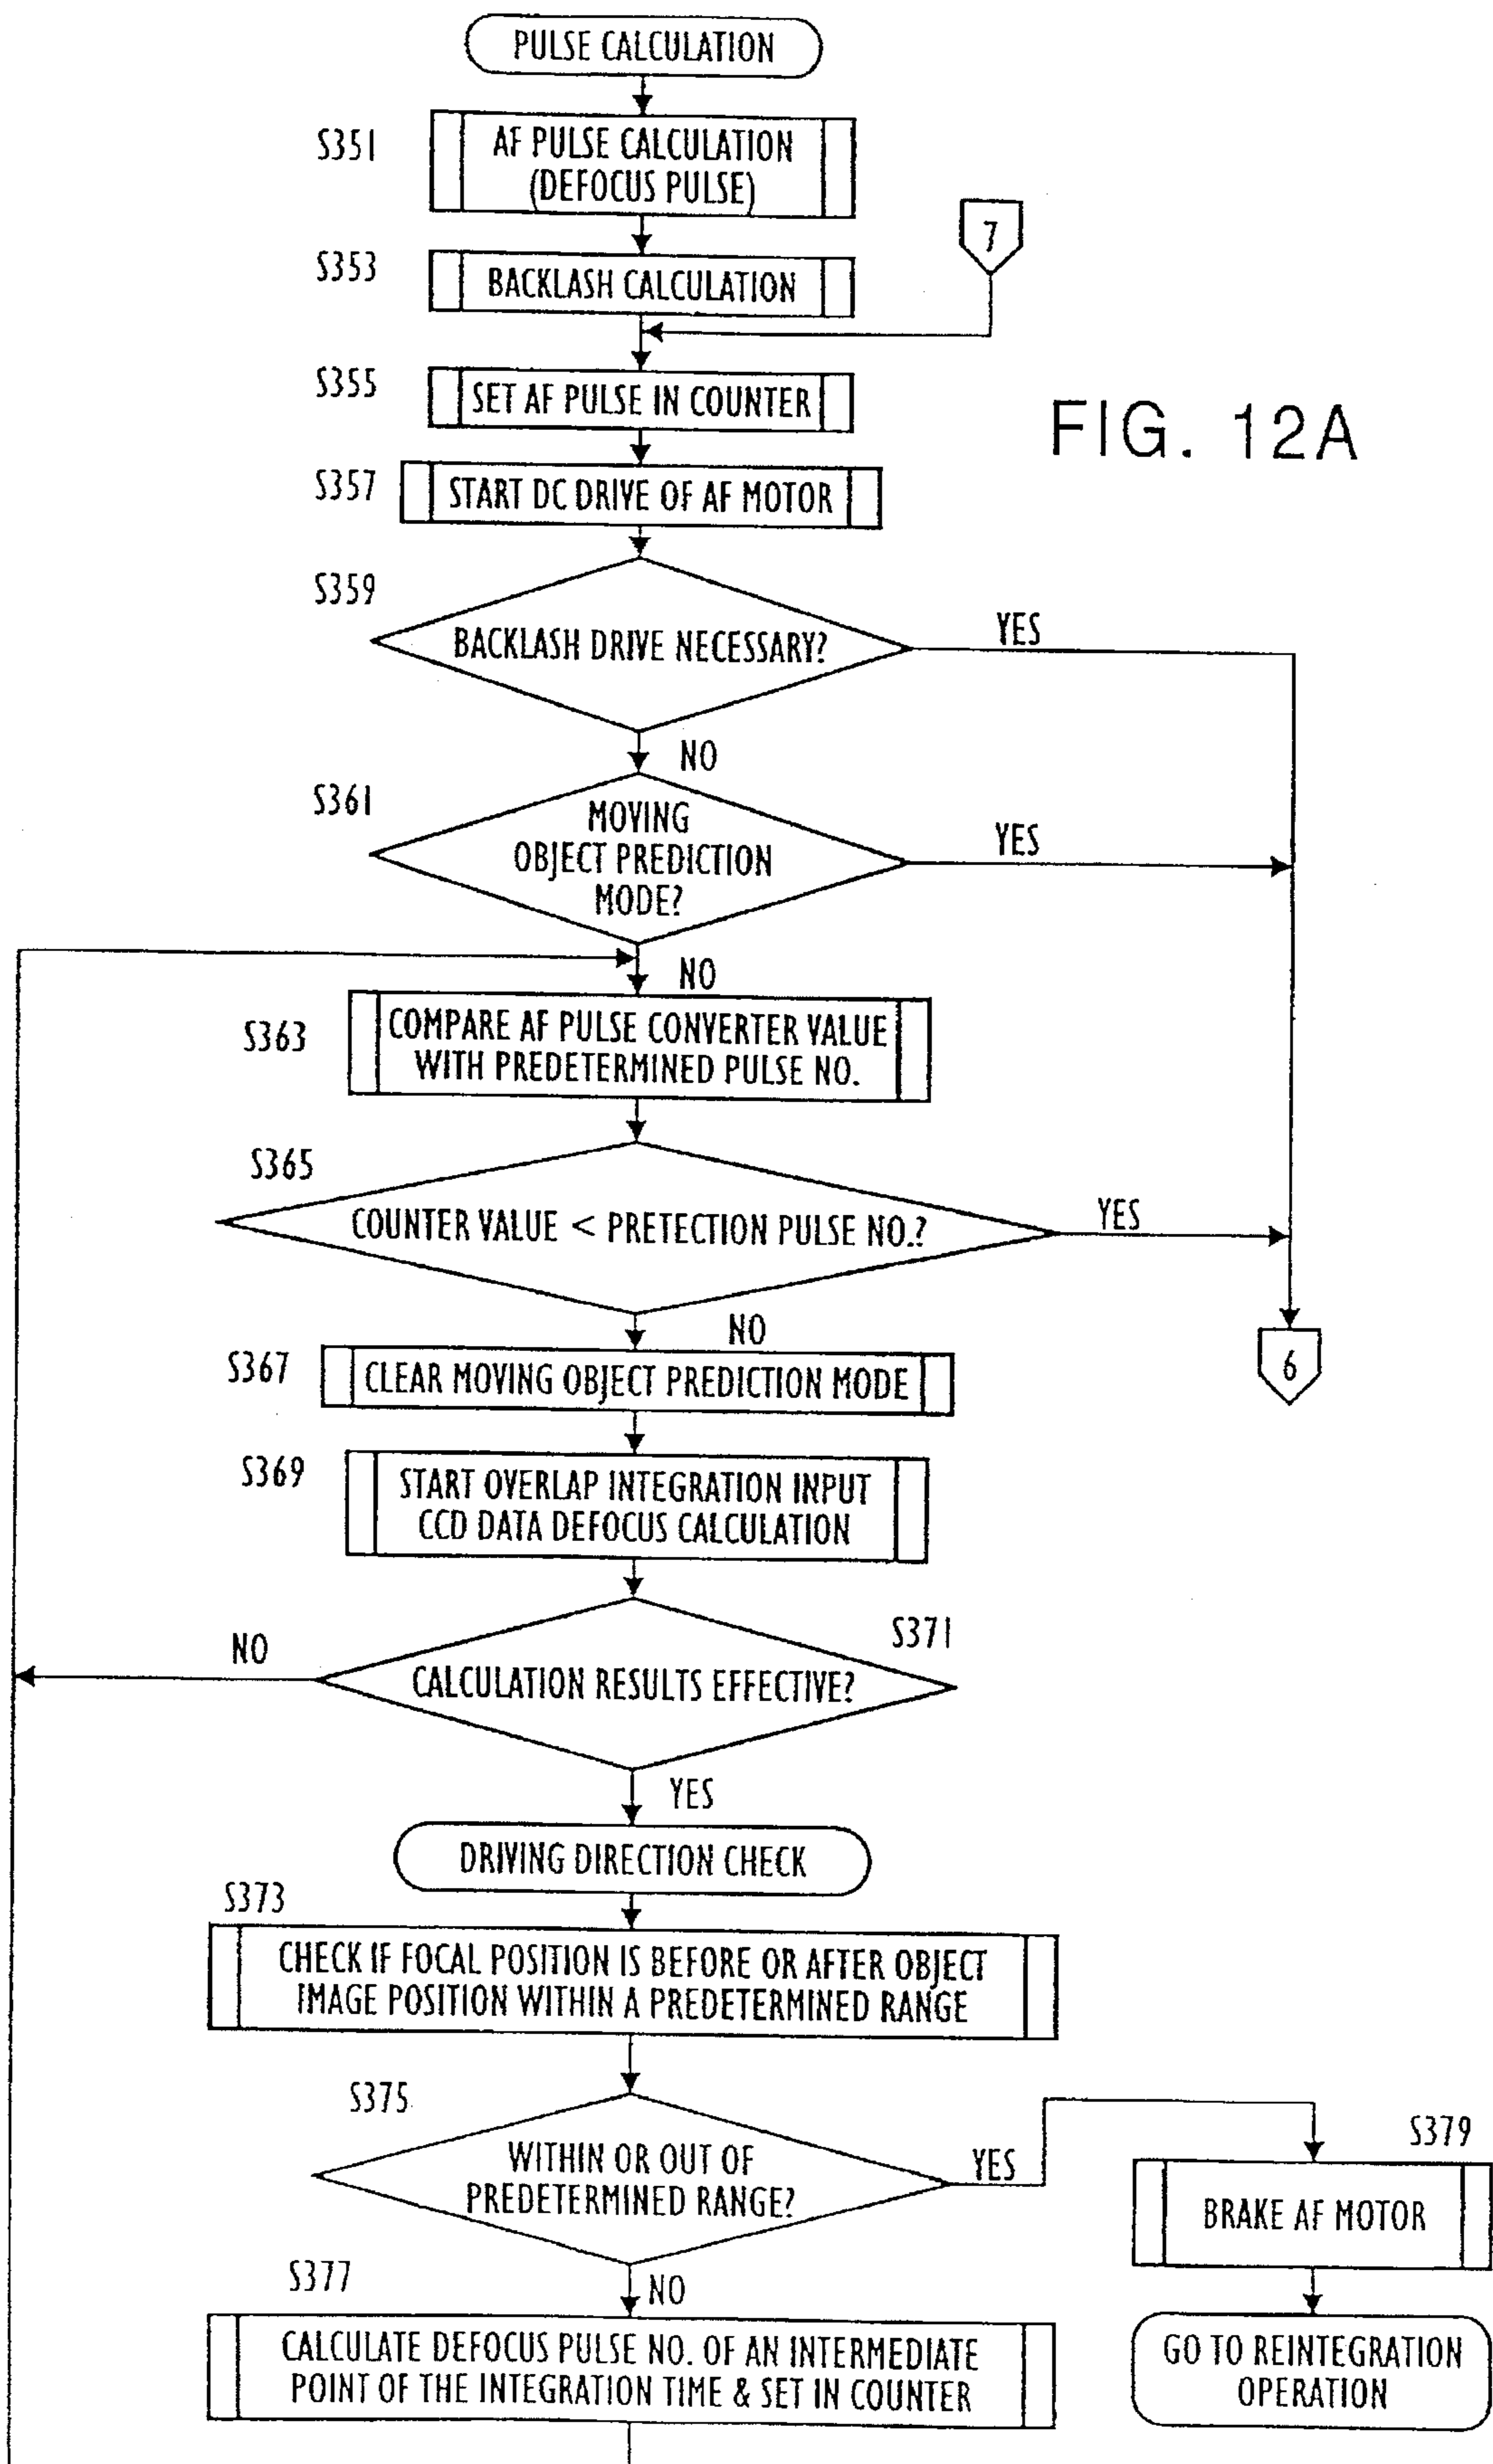 PULSE CALCULATION
S351
AF PULSE CALCULATION
(DEFOCUS PULSE)
7
S353
BACKLASH CALCULATION
S355
SET AF PULSE IN COUNTER
FIG. 12A
S357
START DC DRIVE OF AF MOTOR
S359
BACKLASH DRIVE NECESSARY?
YES
NO
S361
MOVING
OBJECT PREDICTION
MODE?
YES
NO
S363
COMPARE AF PULSE CONVERTER VALUE
WITH PREDETERMINED PULSE NO.
S365
COUNTER VALUE < PRETECTION PULSE NO.?
YES
NO
6
S367
CLEAR MOVING OBJECT PREDICTION MODE
S369
START OVERLAP INTEGRATION INPUT
CCD DATA DEFOCUS CALCULATION
S371
NO
CALCULATION RESULTS EFFECTIVE?
YES
DRIVING DIRECTION CHECK
S373
CHECK IF FOCAL POSITION IS BEFORE OR AFTER OBJECT
IMAGE POSITION WITHIN A PREDETERMINED RANGE
S375
WITHIN OR OUT OF
PREDETERMINED RANGE?
YES
S379
BRAKE AF MOTOR
S377
NO
CALCULATE DEFOCUS PULSE NO. OF AN INTERMEDIATE
POINT OF THE INTEGRATION TIME & SET IN COUNTER
GO TO REINTEGRATION
OPERATION